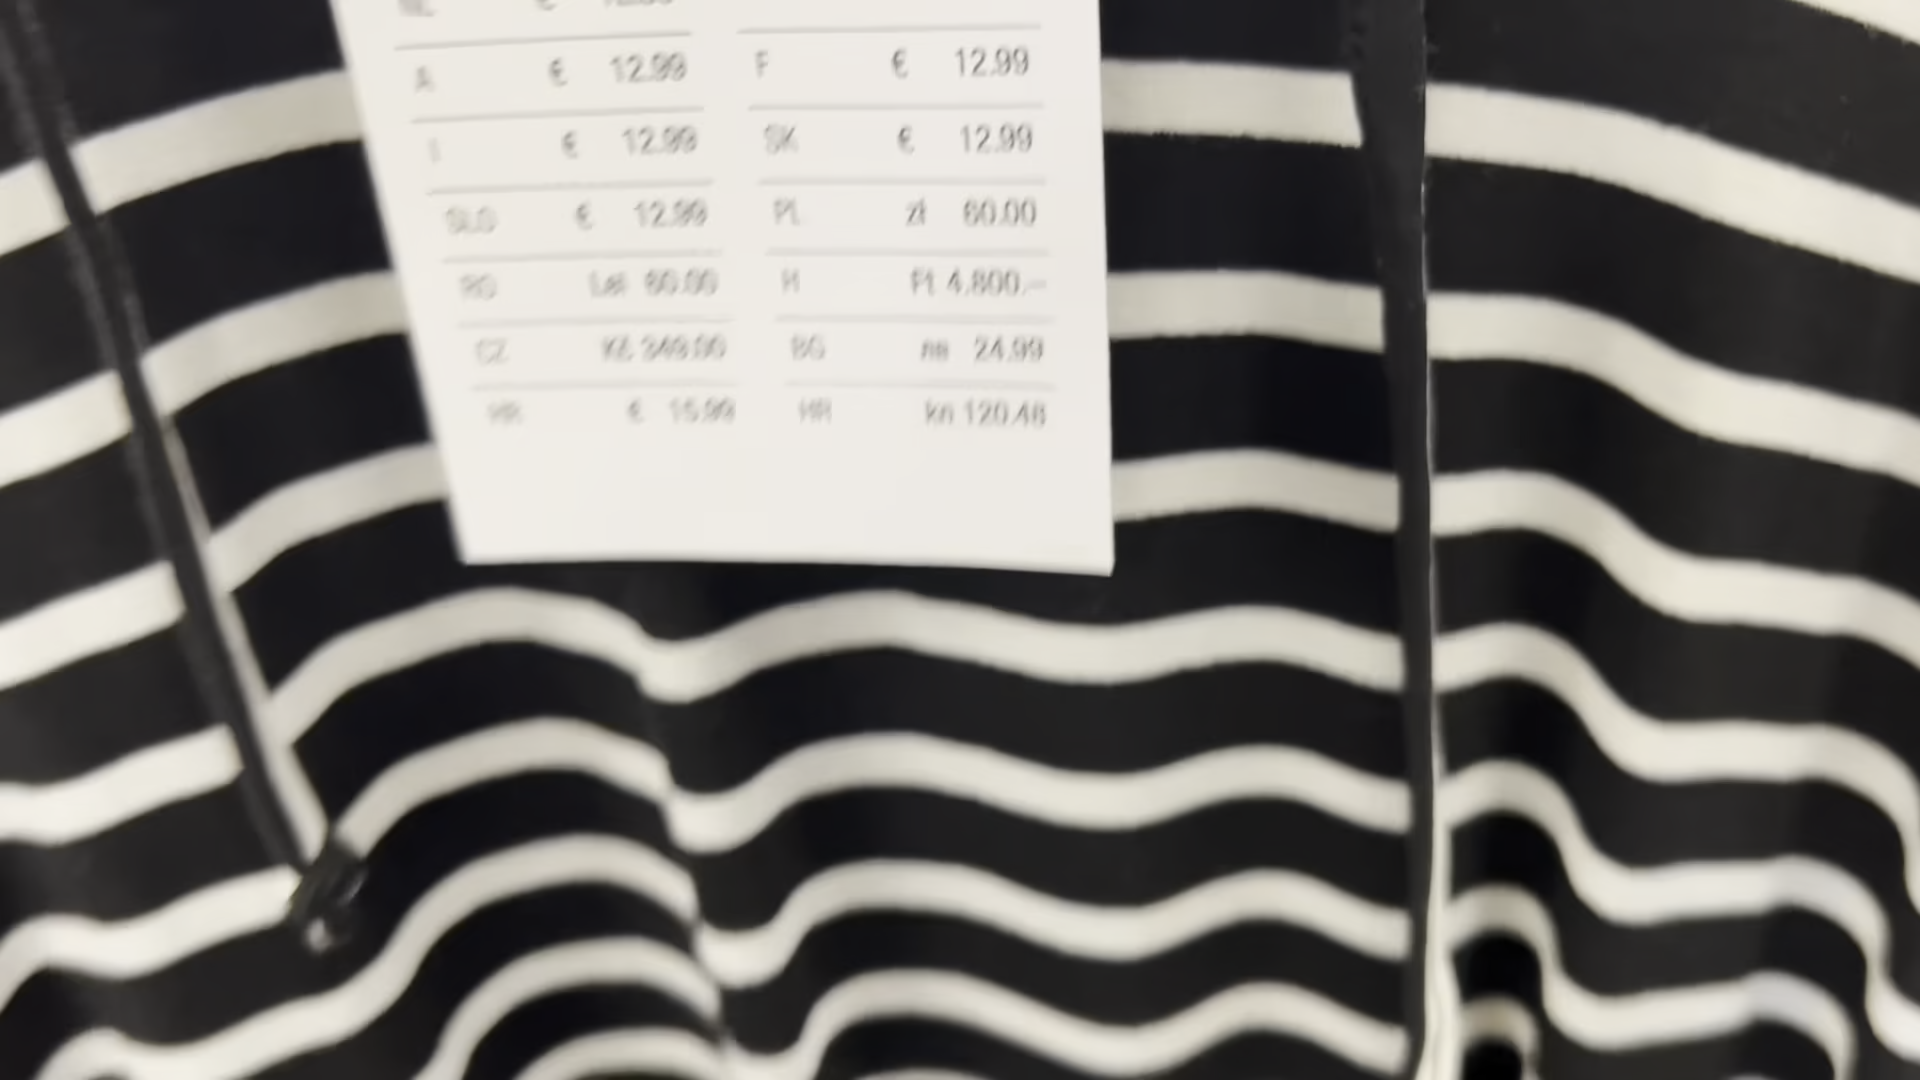 € 12.99
A € 12.99 F € 12.99
I € 12.99 SK € 12.99
SLO € 12.99 PL zł 60.00
RO Lei 60.00 H Ft 4.800.–
CZ Kč 349.00 BG лв 24.99
HR € 15.99 HR kn 120.48